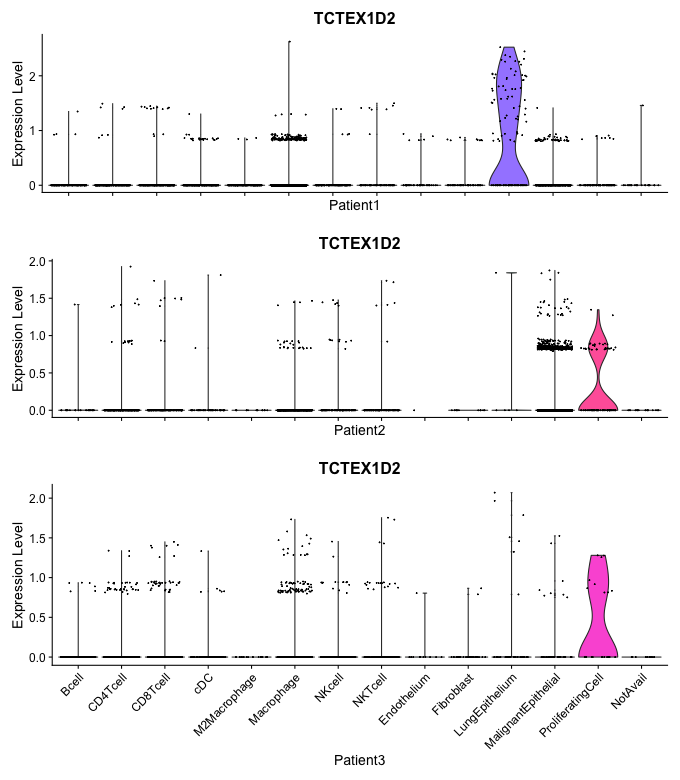 TCTEX1D2
Expression Level
2
1
0
Patient1
TCTEX1D2
Expression Level
2.0
1.5
1.0
0.5
0.0
Patient2
TCTEX1D2
Expression Level
2.0
1.5
1.0
0.5
0.0
Bcell
CD4Tcell
CD8Tcell
cDC
M2Macrophage
Macrophage
NKcell
NKTcell
Endothelium
Fibroblast
LungEpithelium
MalignantEpithelial
ProliferatingCell
NotAvail
Patient3